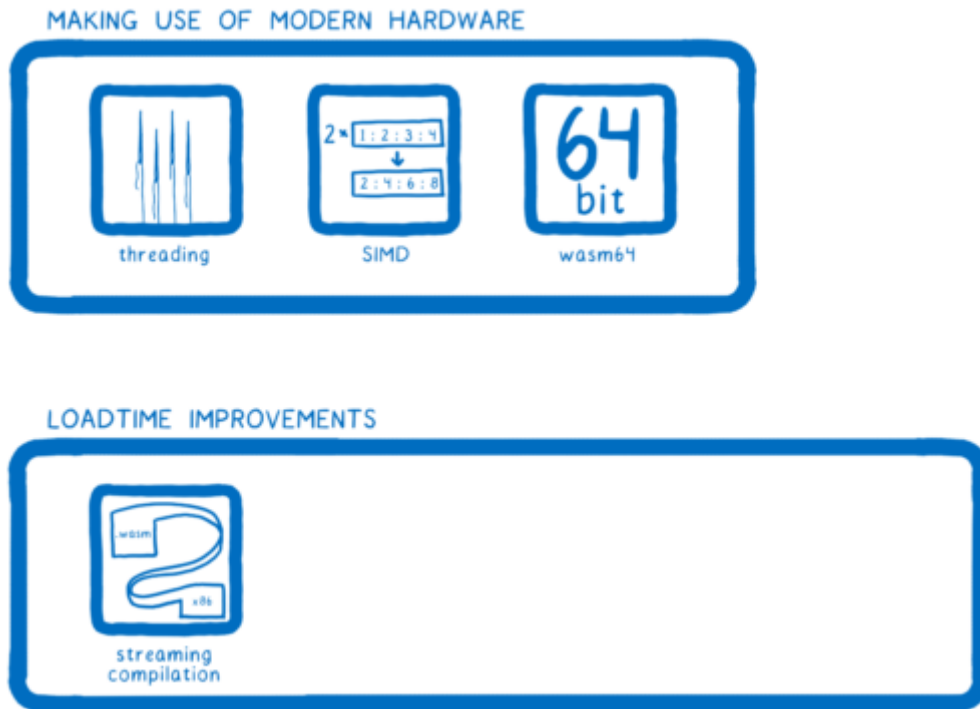 MAKING USE OF MODERN HARDWARE
2* 1:2:3:4
2:4:6:8
64
bit
threading
SIMD
wasm64
LOADTIME IMPROVEMENTS
.wasm
x86
streaming
compilation